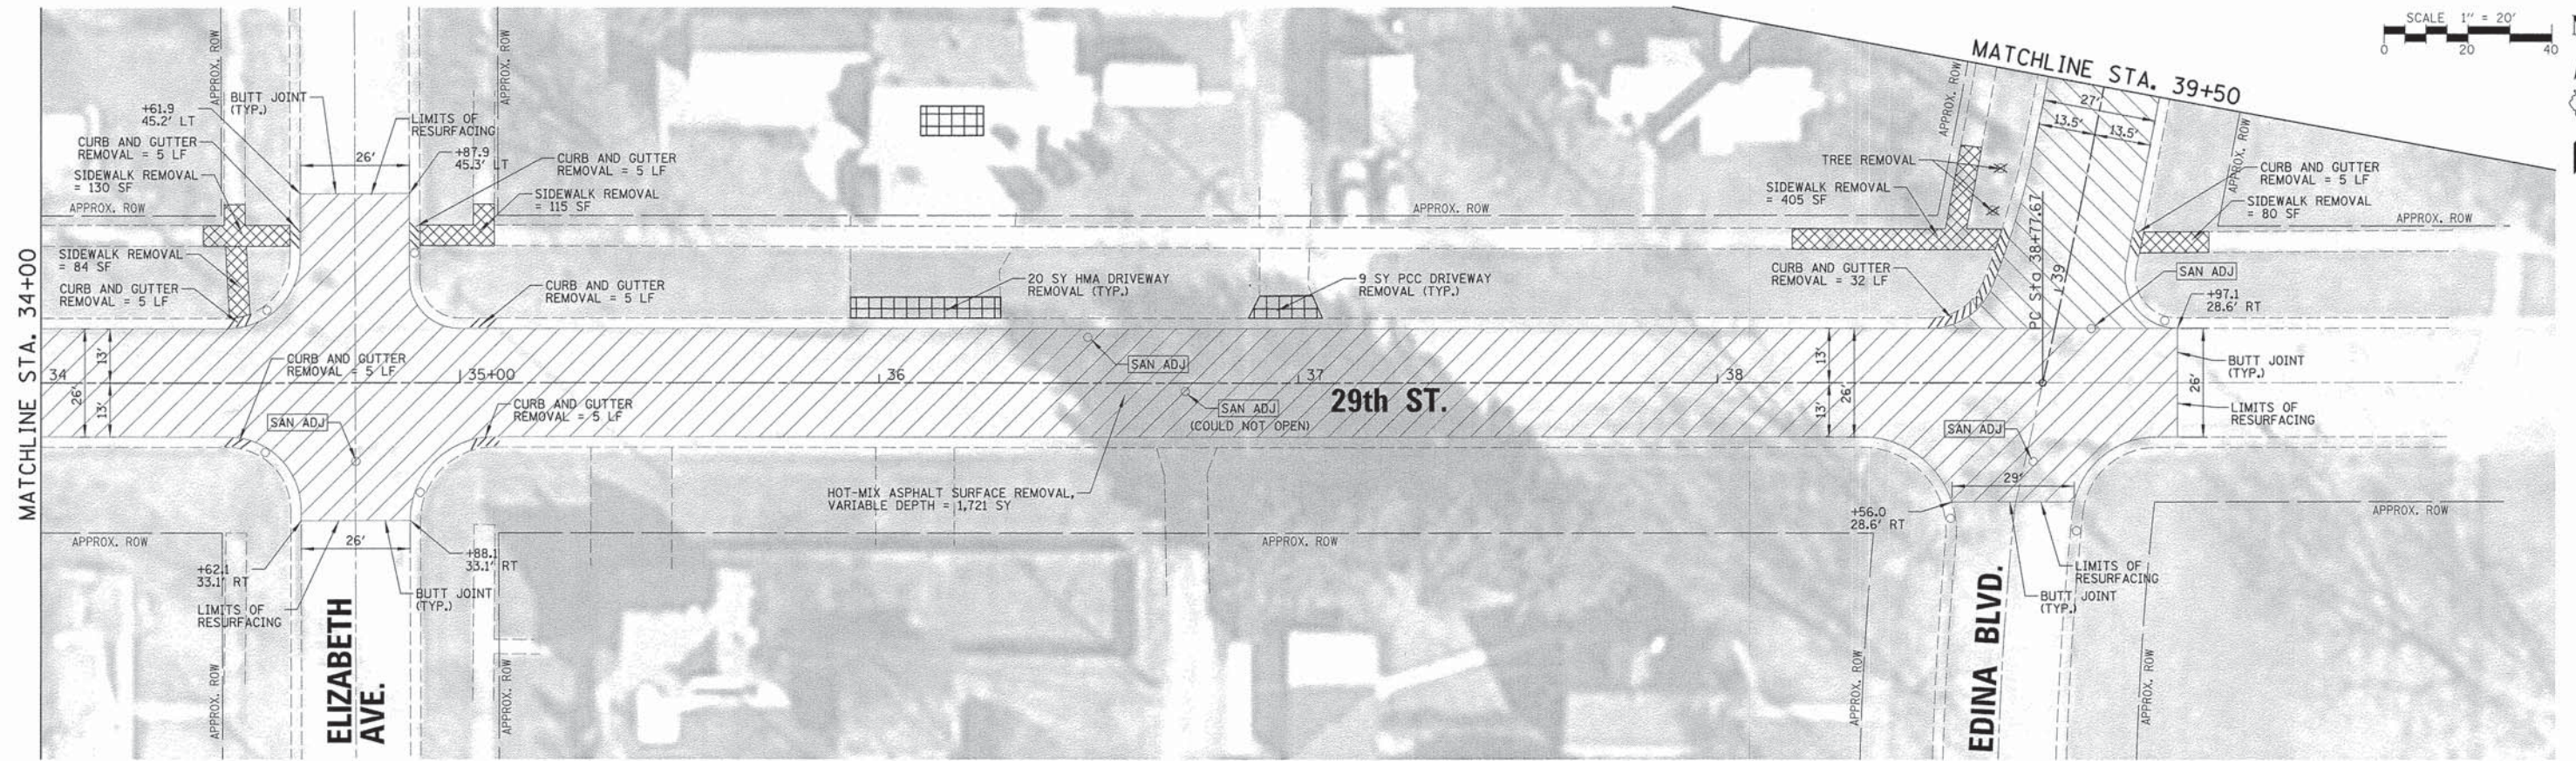 SCALE 1" = 20'
0 20 40
MATCHLINE STA. 39+50
MATCHLINE STA. 34+00
APPROX. ROW
+61.9
45.2' LT
BUTT JOINT
(TYP.)
APPROX. ROW
LIMITS OF
RESURFACING
CURB AND GUTTER
REMOVAL = 5 LF
26'
+87.9
45.3' LT
CURB AND GUTTER
REMOVAL = 5 LF
SIDEWALK REMOVAL
= 130 SF
SIDEWALK REMOVAL
= 115 SF
APPROX. ROW
SIDEWALK REMOVAL
= 84 SF
CURB AND GUTTER
REMOVAL = 5 LF
CURB AND GUTTER
REMOVAL = 5 LF
20 SY HMA DRIVEWAY
REMOVAL (TYP.)
9 SY PCC DRIVEWAY
REMOVAL (TYP.)
APPROX. ROW
APPROX. ROW
27'
13.5'
13.5'
TREE REMOVAL
SIDEWALK REMOVAL
= 405 SF
CURB AND GUTTER
REMOVAL = 32 LF
APPROX. ROW
CURB AND GUTTER
REMOVAL = 5 LF
SIDEWALK REMOVAL
= 80 SF
APPROX. ROW
PC Sta 38+77.67
39
SAN ADJ
+97.1
28.6' RT
34
26'
13'
13'
CURB AND GUTTER
REMOVAL = 5 LF
35+00
36
SAN ADJ
37
38
13'
13'
26'
26'
BUTT JOINT
(TYP.)
LIMITS OF
RESURFACING
CURB AND GUTTER
REMOVAL = 5 LF
SAN ADJ
SAN ADJ
(COULD NOT OPEN)
29th ST.
SAN ADJ
29'
HOT-MIX ASPHALT SURFACE REMOVAL,
VARIABLE DEPTH = 1,721 SY
+56.0
28.6' RT
APPROX. ROW
APPROX. ROW
26'
APPROX. ROW
+62.1
33.1' RT
+88.1
33.1' RT
LIMITS OF
RESURFACING
BUTT JOINT
(TYP.)
LIMITS OF
RESURFACING
BUTT JOINT
(TYP.)
APPROX. ROW
ELIZABETH
AVE.
APPROX. ROW
APPROX. ROW
EDINA BLVD.
APPROX. ROW